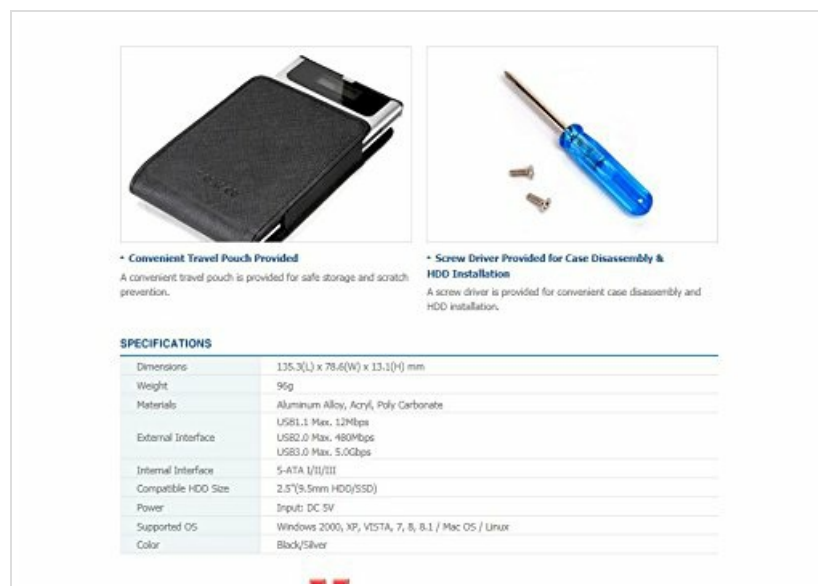 • Convenient Travel Pouch Provided
A convenient travel pouch is provided for safe storage and scratch
prevention.
• Screw Driver Provided for Case Disassembly &
HDD Installation
A screw driver is provided for convenient case disassembly and
HDD installation.
SPECIFICATIONS
Dimensions 135.3(L) x 78.6(W) x 13.1(H) mm
Weight 96g
Materials Aluminum Alloy, Acryl, Poly Carbonate
External Interface
USB1.1 Max. 12Mbps
USB2.0 Max. 480Mbps
USB3.0 Max. 5.0Gbps
Internal Interface S-ATA I/II/III
Compatible HDD Size 2.5"(9.5mm HDD/SSD)
Power Input: DC 5V
Supported OS Windows 2000, XP, VISTA, 7, 8, 8.1 / Mac OS / Linux
Color Black/Silver